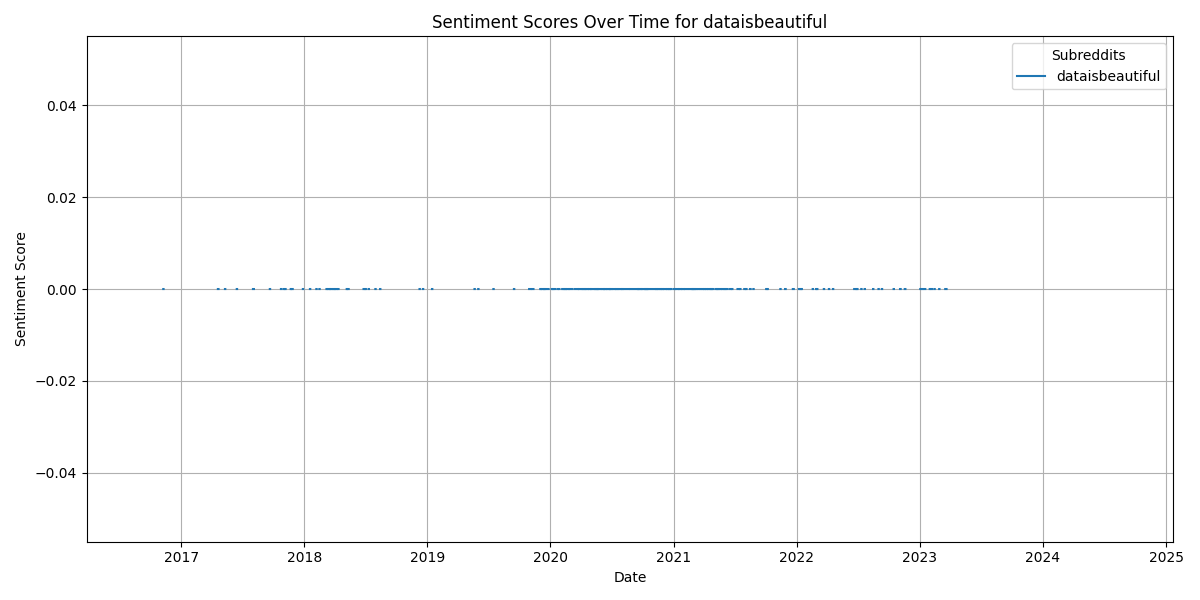 Sentiment Scores Over Time for dataisbeautiful
Subreddits
dataisbeautiful
0.04
0.02
0.00
−0.02
−0.04
Sentiment Score
2017 2018 2019 2020 2021 2022 2023 2024 2025
Date